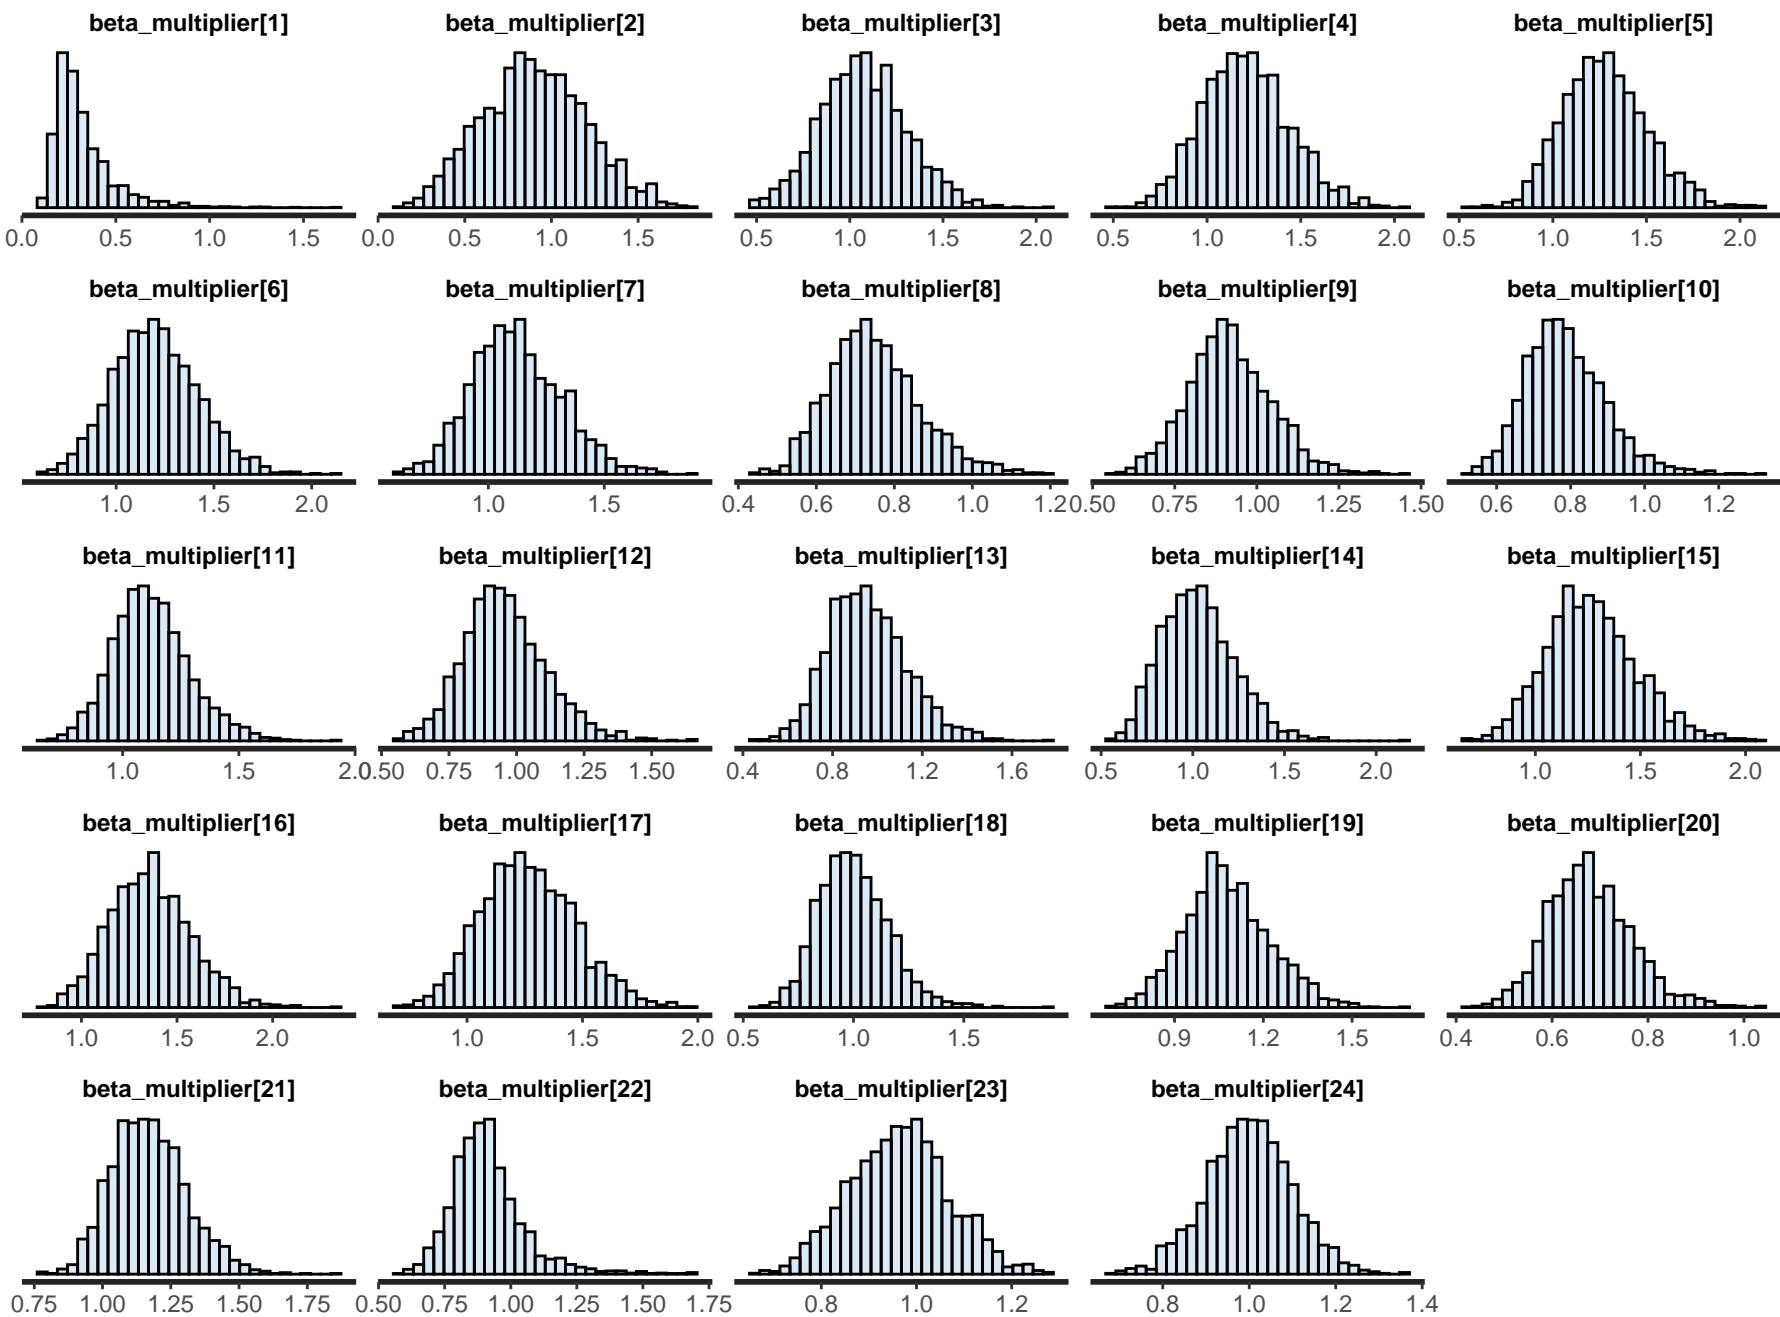 beta_multiplier[1] beta_multiplier[2] beta_multiplier[3] beta_multiplier[4] beta_multiplier[5]
0.0 0.5 1.0 1.5 0.0 0.5 1.0 1.5 0.5 1.0 1.5 2.0 0.5 1.0 1.5 2.0 0.5 1.0 1.5 2.0
beta_multiplier[6] beta_multiplier[7] beta_multiplier[8] beta_multiplier[9] beta_multiplier[10]
1.0 1.5 2.0 1.0 1.5 0.4 0.6 0.8 1.0 1.2 0.50 0.75 1.00 1.25 1.50 0.6 0.8 1.0 1.2
beta_multiplier[11] beta_multiplier[12] beta_multiplier[13] beta_multiplier[14] beta_multiplier[15]
1.0 1.5 2.0 0.50 0.75 1.00 1.25 1.50 0.4 0.8 1.2 1.6 0.5 1.0 1.5 2.0 1.0 1.5 2.0
beta_multiplier[16] beta_multiplier[17] beta_multiplier[18] beta_multiplier[19] beta_multiplier[20]
1.0 1.5 2.0 1.0 1.5 2.0 0.5 1.0 1.5 0.9 1.2 1.5 0.4 0.6 0.8 1.0
beta_multiplier[21] beta_multiplier[22] beta_multiplier[23] beta_multiplier[24]
0.75 1.00 1.25 1.50 1.75 0.50 0.75 1.00 1.25 1.50 1.75 0.8 1.0 1.2 0.8 1.0 1.2 1.4